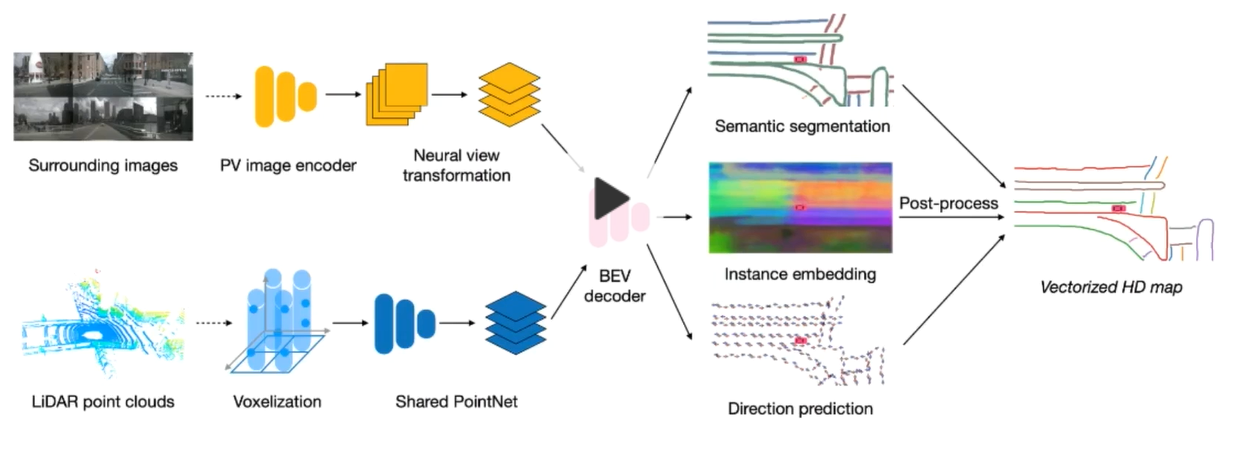 Surrounding images
PV image encoder
Neural view
transformation
Semantic segmentation
Post-process
Instance embedding
BEV
decoder
Vectorized HD map
LiDAR point clouds
Voxelization
Shared PointNet
Direction prediction